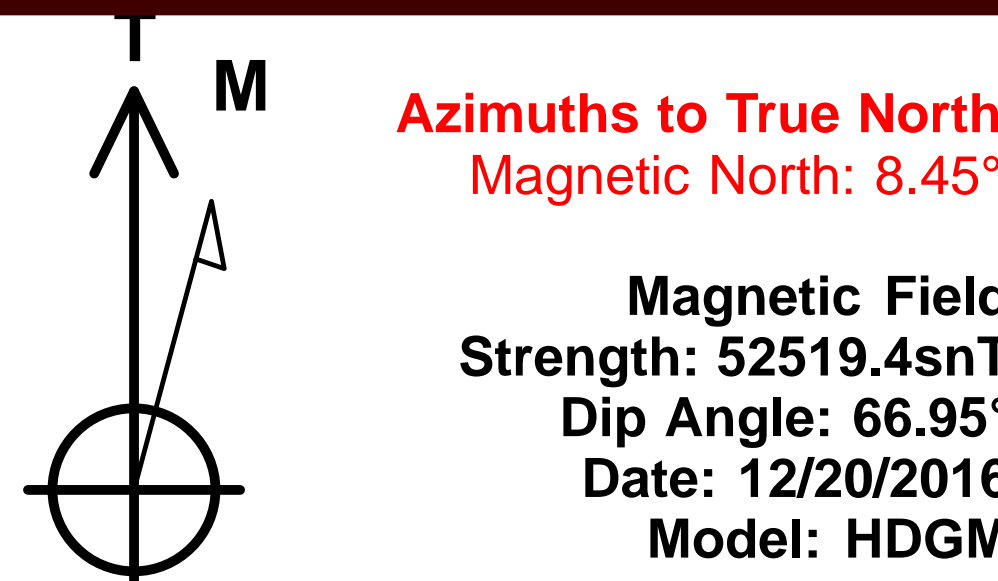 T
M
Azimuths to True North
Magnetic North: 8.45°
Magnetic Field
Strength: 52519.4snT
Dip Angle: 66.95°
Date: 12/20/2016
Model: HDGM